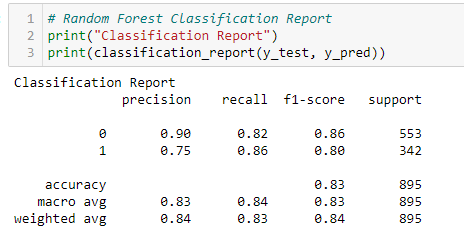 1 # Random Forest Classification Report
2 print("Classification Report")
3 print(classification_report(y_test, y_pred))
Classification Report
precision recall f1-score support
0 0.90 0.82 0.86 553
1 0.75 0.86 0.80 342
accuracy 0.83 895
macro avg 0.83 0.84 0.83 895
weighted avg 0.84 0.83 0.84 895